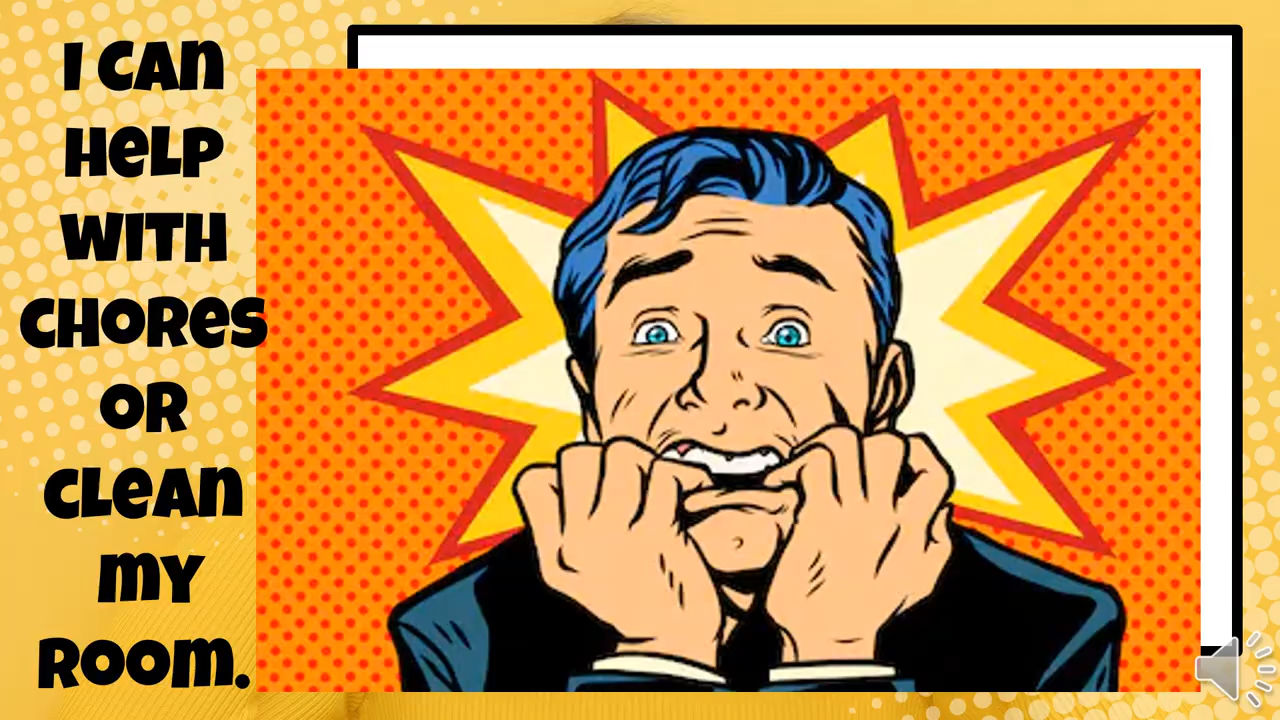 I CAN
HELP
WITH
CHORES
OR
CLEAN
MY
ROOM.